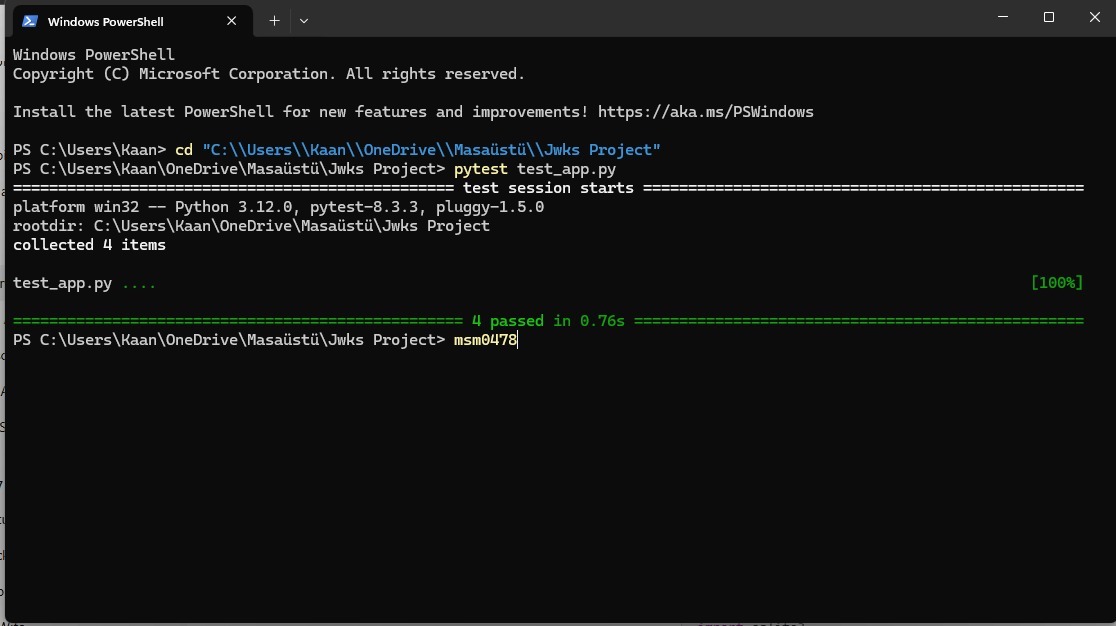 Windows PowerShell
Windows PowerShell
Copyright (C) Microsoft Corporation. All rights reserved.
Install the latest PowerShell for new features and improvements! https://aka.ms/PSWindows
PS C:\Users\Kaan> cd "C:\\Users\\Kaan\\OneDrive\\Masaüstü\\Jwks Project"
PS C:\Users\Kaan\OneDrive\Masaüstü\Jwks Project> pytest test_app.py
================================================= test session starts =================================================
platform win32 -- Python 3.12.0, pytest-8.3.3, pluggy-1.5.0
rootdir: C:\Users\Kaan\OneDrive\Masaüstü\Jwks Project
collected 4 items
test_app.py .... [100%]
================================================== 4 passed in 0.76s ==================================================
PS C:\Users\Kaan\OneDrive\Masaüstü\Jwks Project> msm0478